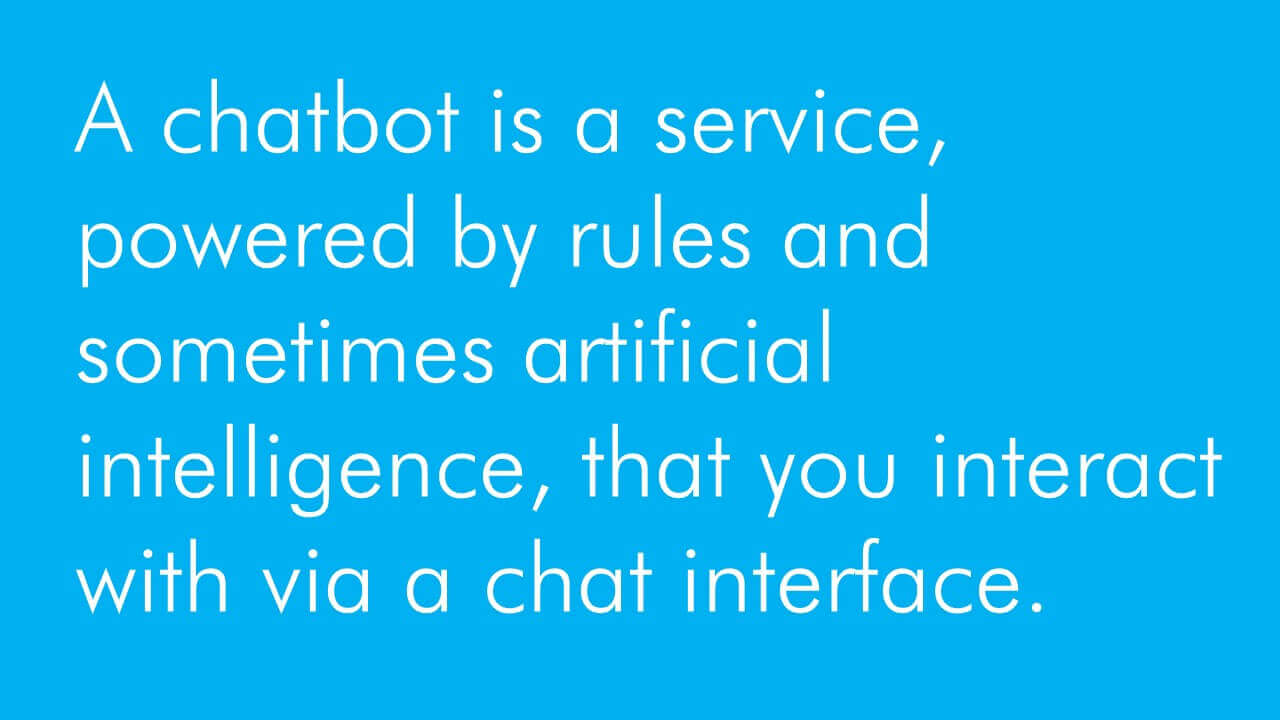 A chatbot is a service,
powered by rules and
sometimes artificial
intelligence, that you interact
with via a chat interface.